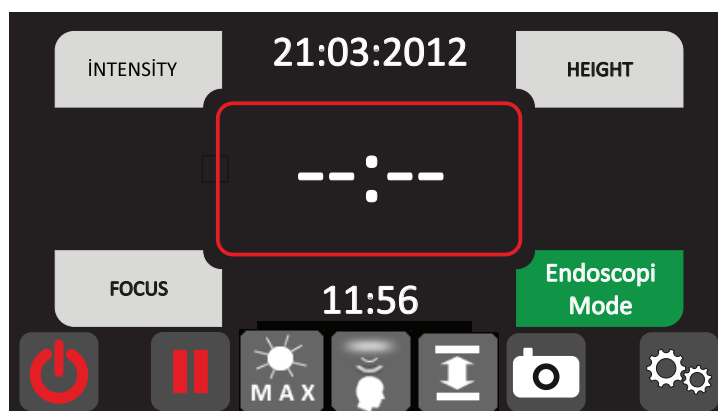 İNTENSİTY
21:03:2012
HEIGHT
--:--
FOCUS
11:56
Endoscopi
Mode
MAX